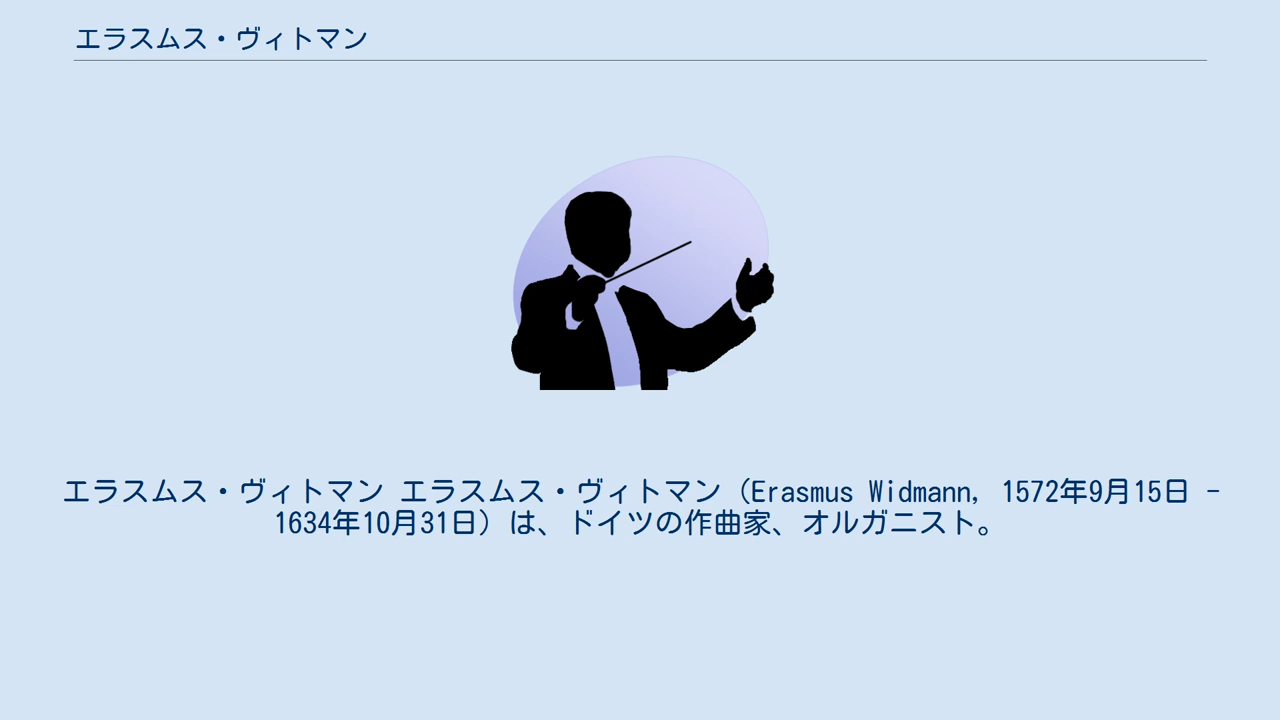 エラスムス・ヴィトマン
エラスムス・ヴィトマン エラスムス・ヴィトマン（Erasmus Widmann, 1572年9月15日 -
1634年10月31日）は、ドイツの作曲家、オルガニスト。